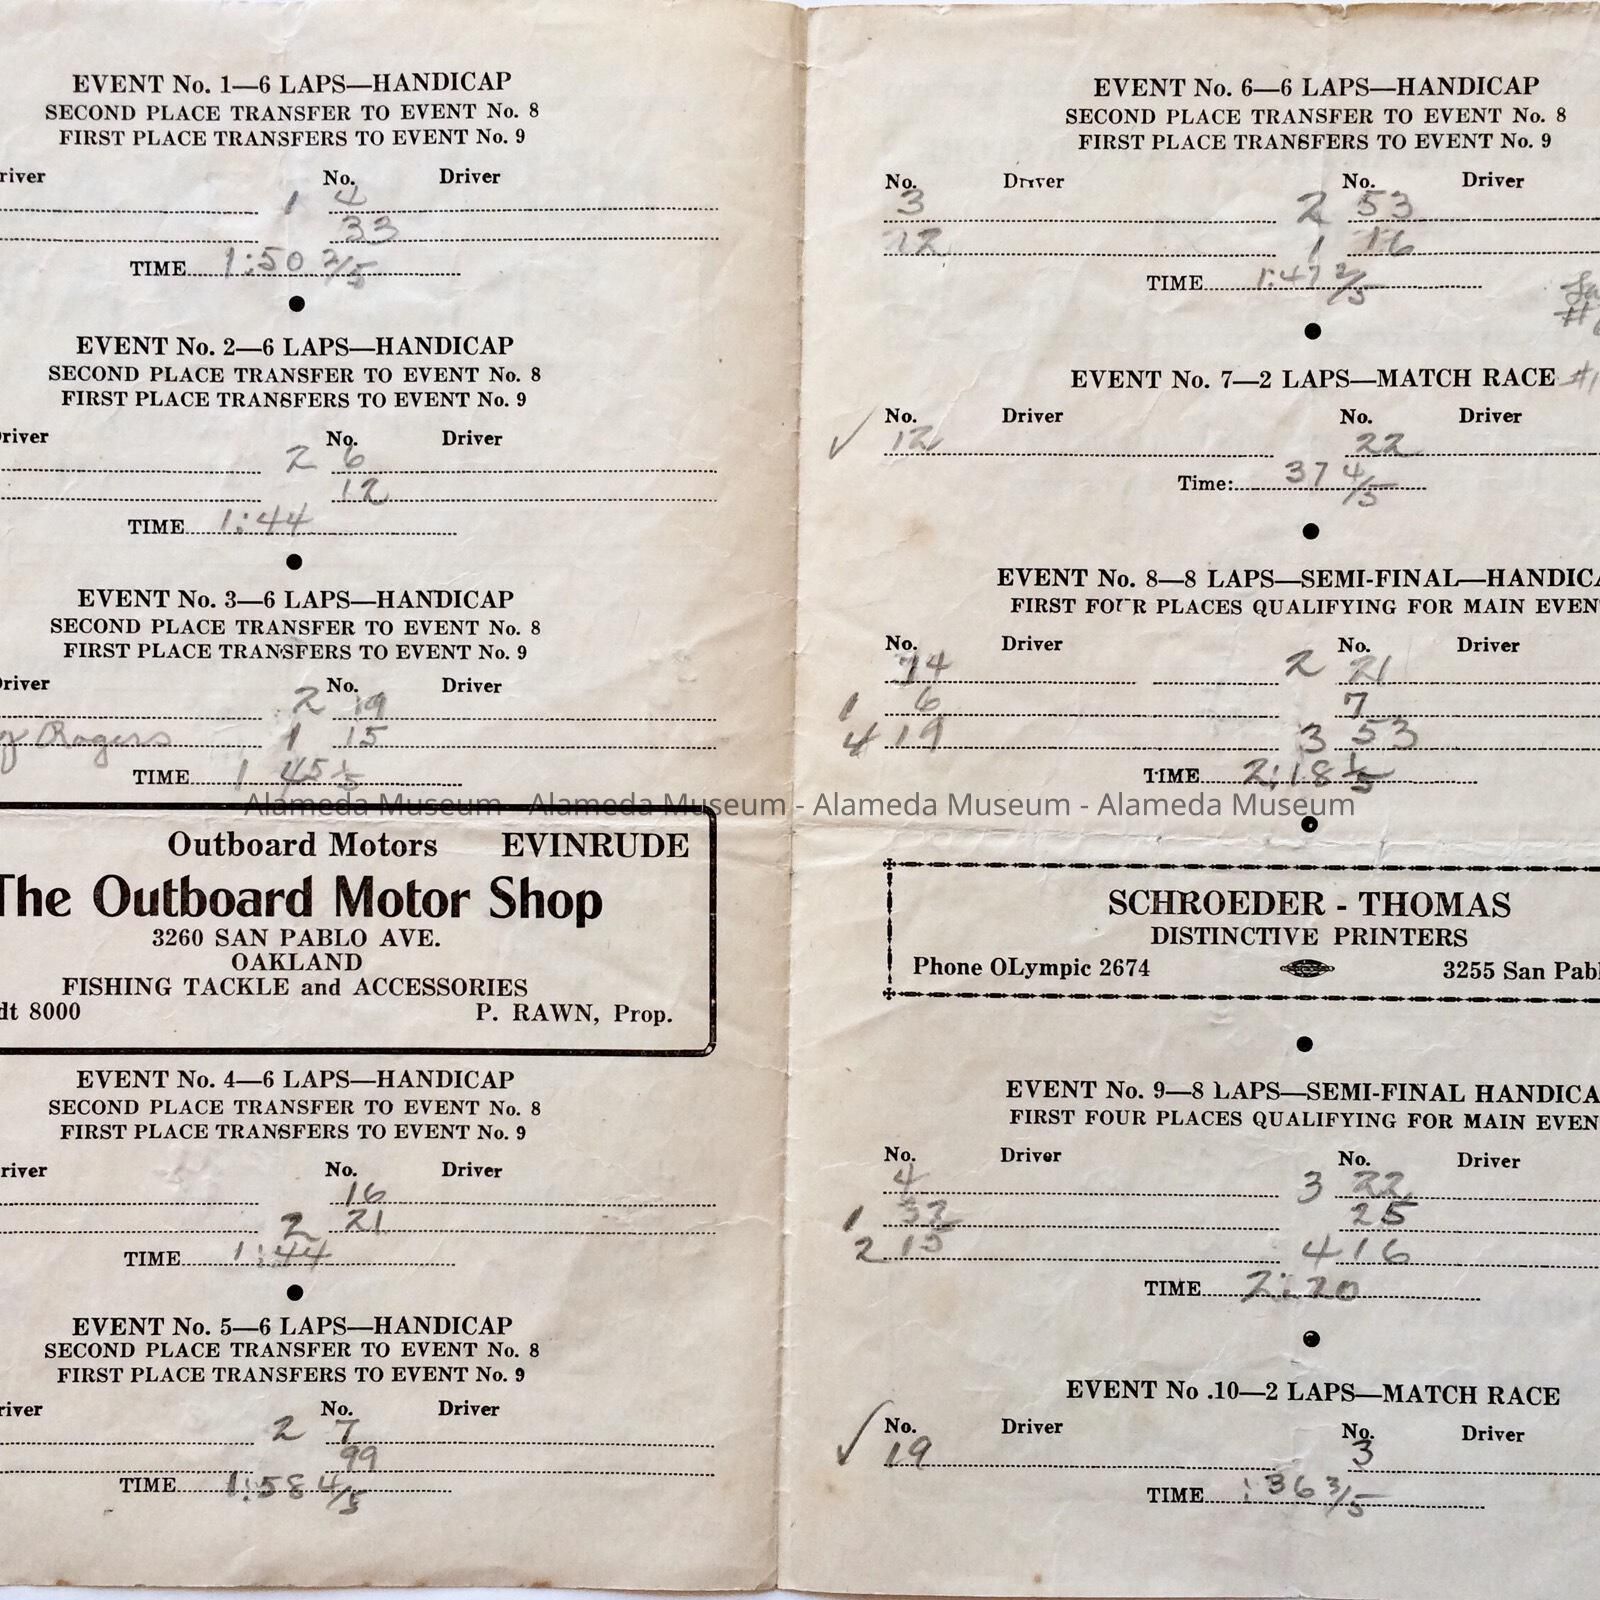 EVENT No. 1—6 LAPS—HANDICAP
SECOND PLACE TRANSFER TO EVENT No. 8
FIRST PLACE TRANSFERS TO EVENT No. 9
river No. Driver
1 4
33
TIME 1:50 2/5
EVENT No. 2—6 LAPS—HANDICAP
SECOND PLACE TRANSFER TO EVENT No. 8
FIRST PLACE TRANSFERS TO EVENT No. 9
river No. Driver
2 6
12
TIME 1:44
EVENT No. 3—6 LAPS—HANDICAP
SECOND PLACE TRANSFER TO EVENT No. 8
FIRST PLACE TRANSFERS TO EVENT No. 9
river No. Driver
2 19
Rogers 1 15
TIME 1 45 1/5
Alameda Museum - Alameda Museum - Alameda Museum - Alameda Museum
Outboard Motors EVINRUDE
The Outboard Motor Shop
3260 SAN PABLO AVE.
OAKLAND
FISHING TACKLE and ACCESSORIES
dt 8000 P. RAWN, Prop.
EVENT No. 4—6 LAPS—HANDICAP
SECOND PLACE TRANSFER TO EVENT No. 8
FIRST PLACE TRANSFERS TO EVENT No. 9
river No. Driver
16
2 21
TIME 1:44
EVENT No. 5—6 LAPS—HANDICAP
SECOND PLACE TRANSFER TO EVENT No. 8
FIRST PLACE TRANSFERS TO EVENT No. 9
river No. Driver
2 7
99
TIME 1:58 4/5
EVENT No. 6—6 LAPS—HANDICAP
SECOND PLACE TRANSFER TO EVENT No. 8
FIRST PLACE TRANSFERS TO EVENT No. 9
No. Driver No. Driver
3 2 53
22 1 16
TIME 1:47 2/5
EVENT No. 7—2 LAPS—MATCH RACE #1
No. Driver No. Driver
✓ 12 22
Time: 37 4/5
EVENT No. 8—8 LAPS—SEMI-FINAL—HANDICA
FIRST FOUR PLACES QUALIFYING FOR MAIN EVEN
No. Driver No. Driver
74 2 21
1 6 7
4 19 3 53
TIME 2:18 1/5
SCHROEDER - THOMAS
DISTINCTIVE PRINTERS
Phone OLympic 2674 3255 San Pabl
EVENT No. 9—8 LAPS—SEMI-FINAL HANDICA
FIRST FOUR PLACES QUALIFYING FOR MAIN EVEN
No. Driver No. Driver
4 3 22
1 32 25
2 15 4 16
TIME 2:20
EVENT No .10—2 LAPS—MATCH RACE
No. Driver No. Driver
✓ 19 3
TIME :36 3/5